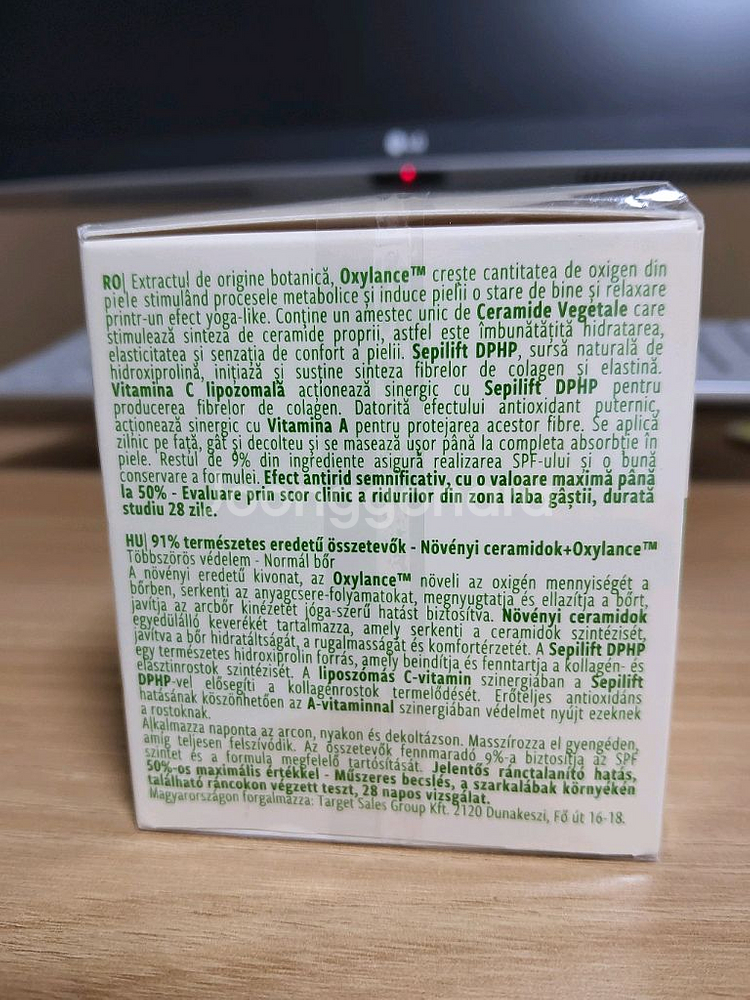 LG
RO| Extractul de origine botanică, Oxylance™ crește cantitatea de oxigen din
piele stimulând procesele metabolice și induce pielii o stare de bine și relaxare
printr-un efect yoga-like. Conține un amestec unic de Ceramide Vegetale care
stimulează sinteza de ceramide proprii, astfel este îmbunătățită hidratarea,
elasticitatea și senzația de confort a pielii. Sepilift DPHP, sursă naturală de
hidroxiprolină, inițiază și susține sinteza fibrelor de colagen și elastină.
Vitamina C lipozomală acționează sinergic cu Sepilift DPHP pentru
producerea fibrelor de colagen. Datorită efectului antioxidant puternic,
acționează sinergic cu Vitamina A pentru protejarea acestor fibre. Se aplică
zilnic pe față, gât și decolteu și se masează ușor până la completa absorbție în
piele. Restul de 9% din ingrediente asigură realizarea SPF-ului și o bună
conservare a formulei. Efect antirid semnificativ, cu o valoare maximă până
la 50% - Evaluare prin scor clinic a ridurilor din zona laba gâștii, durată
studiu 28 zile.
HU| 91% természetes eredetű összetevők - Növényi ceramidok+Oxylance™
Többszörös védelem - Normál bőr
A növényi eredetű kivonat, az Oxylance™ növeli az oxigén mennyiségét a
bőrben, serkenti az anyagcsere-folyamatokat, megnyugtatja és ellazítja a bőrt,
javítja az arcbőr kinézetét jóga-szerű hatást biztosítva. Növényi ceramidok
egyedülálló keverékét tartalmazza, amely serkenti a ceramidok szintézisét,
javítva a bőr hidratáltságát, a rugalmasságát és komfortérzetét. A Sepilift DPHP
egy természetes hidroxiprolin forrás, amely beindítja és fenntartja a kollagén- és
elasztinrostok szintézisét. A liposzómás C-vitamin szinergiában a Sepilift
DPHP-vel elősegíti a kollagénrostok termelődését. Erőteljes antioxidáns
hatásának köszönhetően az A-vitaminnal szinergiában védelmet nyújt ezeknek
a rostoknak.
Alkalmazza naponta az arcon, nyakon és dekoltázson. Masszírozza el gyengéden,
amíg teljesen felszívódik. Az összetevők fennmaradó 9%-a biztosítja az SPF
szintet és a formula megfelelő tartósítását. Jelentős ránctalanító hatás,
50%-os maximális értékkel - Műszeres becslés, a szarkalábak környékén
található ráncokon végzett teszt, 28 napos vizsgálat.
Magyarországon forgalmazza: Target Sales Group Kft. 2120 Dunakeszi, Fő út 16-18.